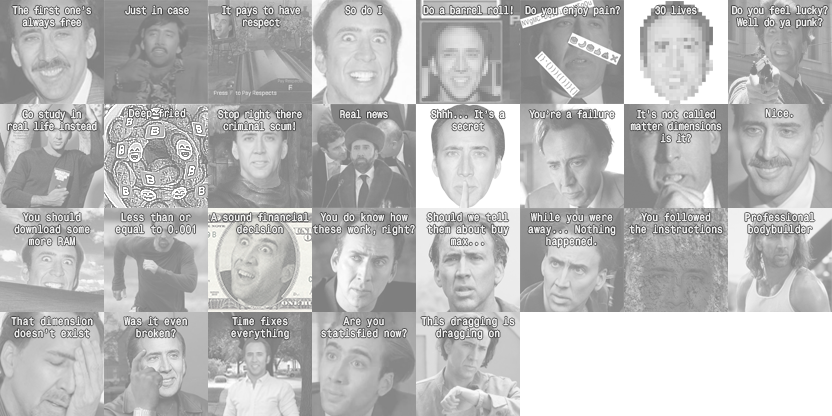 The first one's
always free
Just in case
It pays to have
respect
Press F to Pay Respects
F
So do I
Do a barrel roll!
Do you enjoy pain?
30 lives
Do you feel lucky?
Well do ya punk?
Go study in
real life instead
Deep fried
B
B
B
B
Stop right there
criminal scum!
Real news
Shhh... It's a
secret
You're a failure
It's not called
matter dimensions
is it?
Nice.
You should
download some
more RAM
Less than or
equal to 0.001
A sound financial
decision
You do know how
these work, right?
Should we tell
them about buy
max...
While you were
away... Nothing
happened.
You followed
the instructions
Professional
bodybuilder
That dimension
doesn't exist
Was it even
broken?
Time fixes
everything
Are you
statisfied now?
This dragging is
dragging on